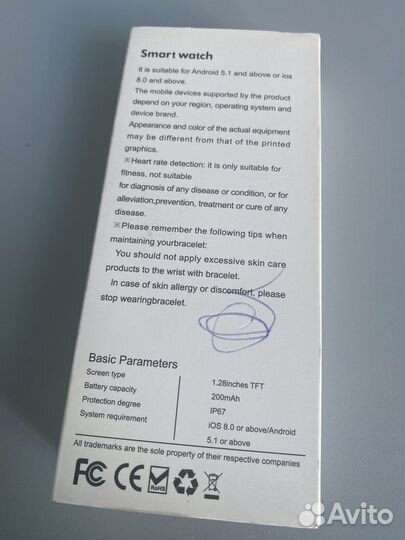 Smart watch
It is suitable for Android 5.1 and above or ios
8.0 and above.
The mobile devices supported by the product
depend on your region, operating system and
device brand.
Appearance and color of the actual equipment
may be different from that of the printed
graphics.
※Heart rate detection: it is only suitable for
fitness, not suitable
for diagnosis of any disease or condition, or for
alleviation,prevention, treatment or cure of any
disease.
※Please remember the following tips when
maintaining yourbracelet:
You should not apply excessive skin care
products to the wrist with bracelet.
In case of skin allergy or discomfort, please
stop wearingbracelet.
Basic Parameters
Screen type 1.28inches TFT
Battery capacity 200mAh
Protection degree IP67
System requirement iOS 8.0 or above/Android
5.1 or above
All trademarks are the sole property of their respective companies
FC CE RoHS
Avito